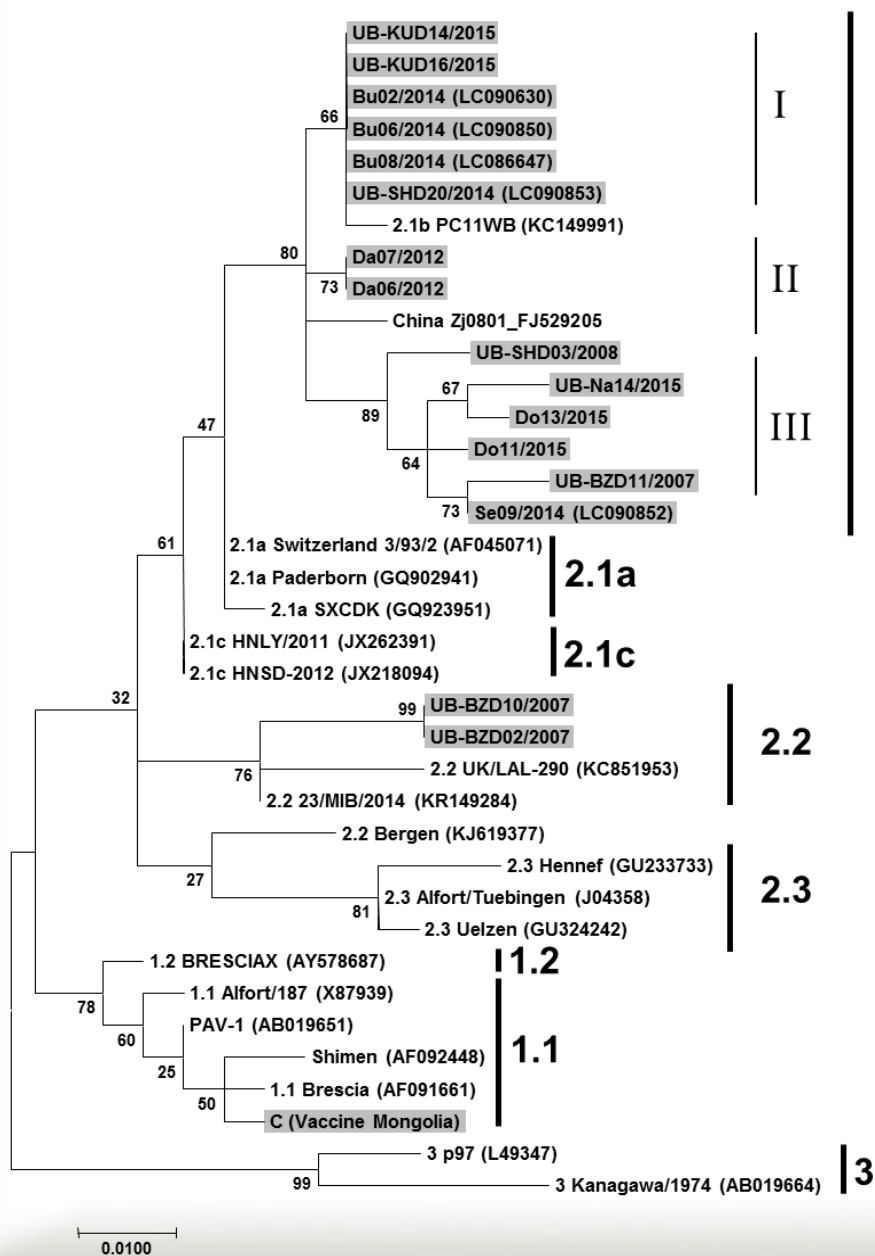 UB-KUD14/2015
UB-KUD16/2015
Bu02/2014 (LC090630)
I
66
Bu06/2014 (LC090850)
Bu08/2014 (LC086647)
UB-SHD20/2014 (LC090853)
2.1b PC11WB (KC149991)
80
Da07/2012
II
73
Da06/2012
China Zj0801_FJ529205
UB-SHD03/2008
67
UB-Na14/2015
89
Do13/2015
III
47
Do11/2015
64
UB-BZD11/2007
73
Se09/2014 (LC090852)
61
2.1a Switzerland 3/93/2 (AF045071)
2.1a Paderborn (GQ902941)
2.1a
2.1a SXCDK (GQ923951)
2.1c HNLY/2011 (JX262391)
2.1c
2.1c HNSD-2012 (JX218094)
32
99
UB-BZD10/2007
UB-BZD02/2007
2.2
76
2.2 UK/LAL-290 (KC851953)
2.2 23/MIB/2014 (KR149284)
2.2 Bergen (KJ619377)
27
2.3 Hennef (GU233733)
2.3
81
2.3 Alfort/Tuebingen (J04358)
2.3 Uelzen (GU324242)
1.2 BRESCIAX (AY578687)
1.2
78
1.1 Alfort/187 (X87939)
60
PAV-1 (AB019651)
25
Shimen (AF092448)
1.1
50
1.1 Brescia (AF091661)
C (Vaccine Mongolia)
3 p97 (L49347)
3
99
3 Kanagawa/1974 (AB019664)
0.0100